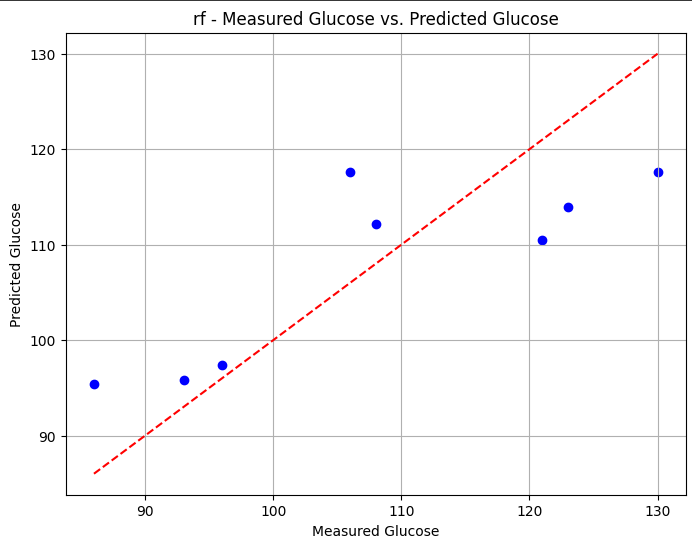 rf - Measured Glucose vs. Predicted Glucose
130
120
110
100
90
Predicted Glucose
90 100 110 120 130
Measured Glucose